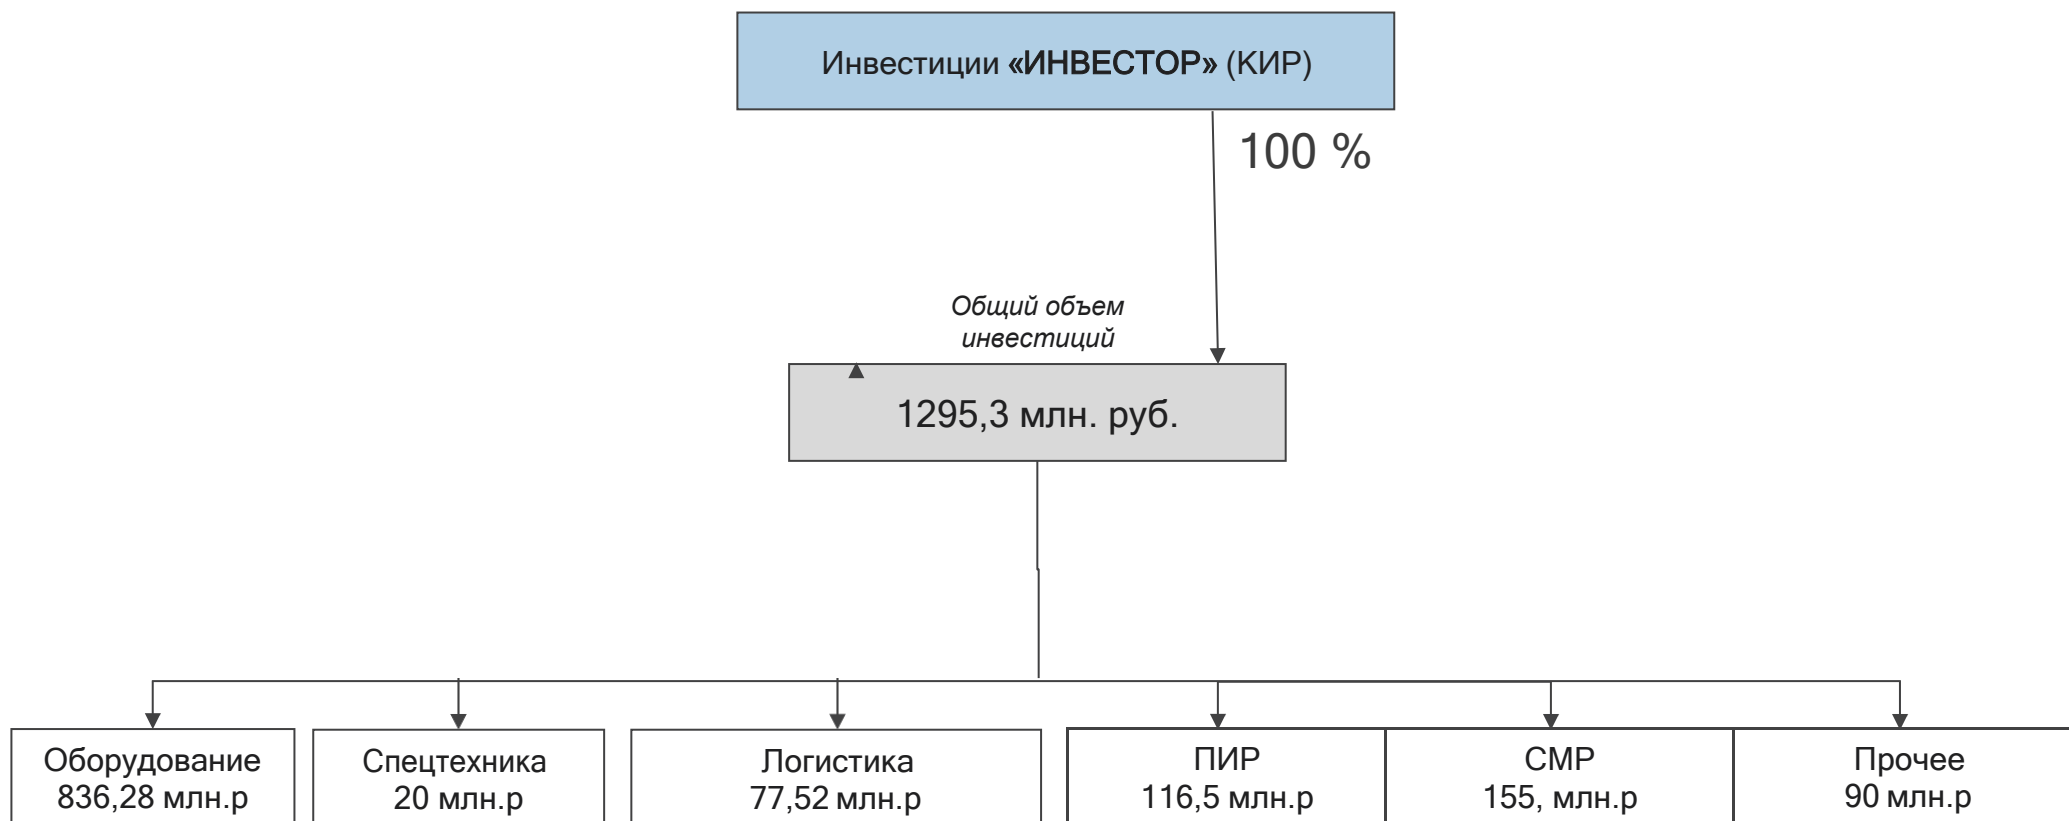 Инвестиции «ИНВЕСТОР» (КИР)
100 %
Общий объем
инвестиций
1295,3 млн. руб.
Оборудование
836,28 млн.р
Спецтехника
20 млн.р
Логистика
77,52 млн.р
ПИР
116,5 млн.р
СМР
155, млн.р
Прочее
90 млн.р